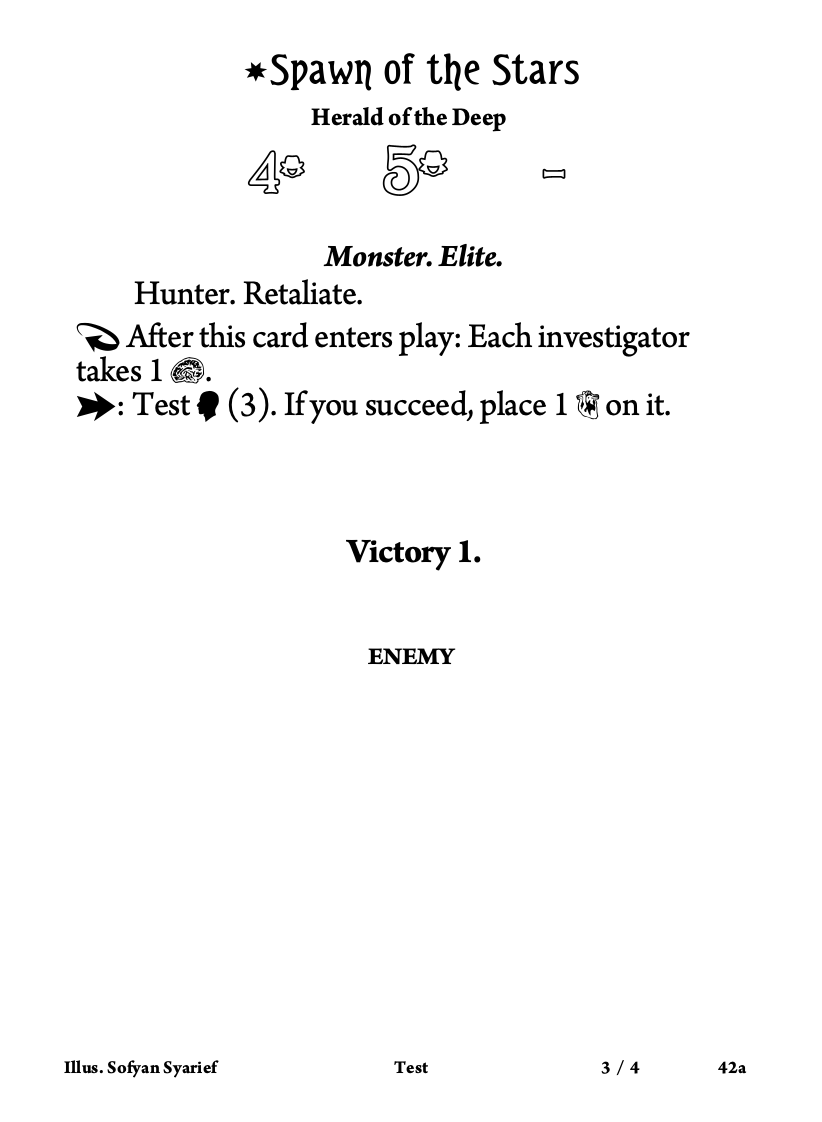 Spawn of the Stars
Herald of the Deep
4 5 –
Monster. Elite.
Hunter. Retaliate.
After this card enters play: Each investigator
takes 1 .
: Test (3). If you succeed, place 1 on it.
Victory 1.
ENEMY
Illus. Sofyan Syarief Test 3 / 4 42a